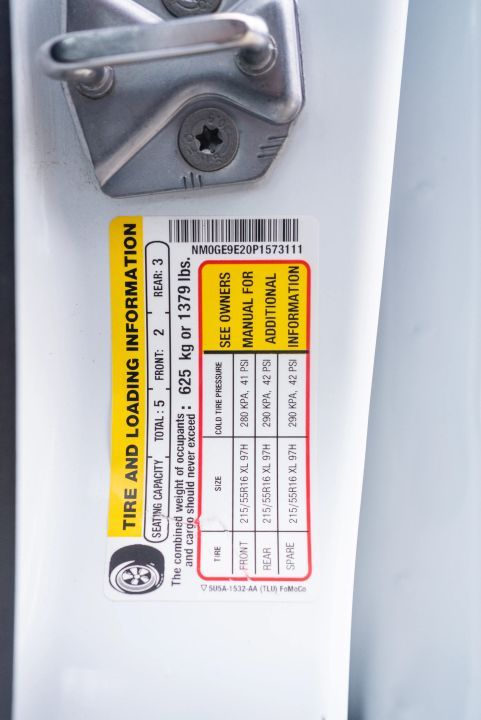 TIRE AND LOADING INFORMATION
SEATING CAPACITY TOTAL : 5 FRONT: 2 REAR: 3
The combined weight of occupants
and cargo should never exceed : 625 kg or 1379 lbs.
NM0GE9E20P1573111
TIRE SIZE COLD TIRE PRESSURE SEE OWNERS
FRONT 215/55R16 XL 97H 280 KPA, 41 PSI MANUAL FOR
REAR 215/55R16 XL 97H 290 KPA, 42 PSI ADDITIONAL
SPARE 215/55R16 XL 97H 290 KPA, 42 PSI INFORMATION
▽ 5U5A-1532-AA (TLU) FoMoCo